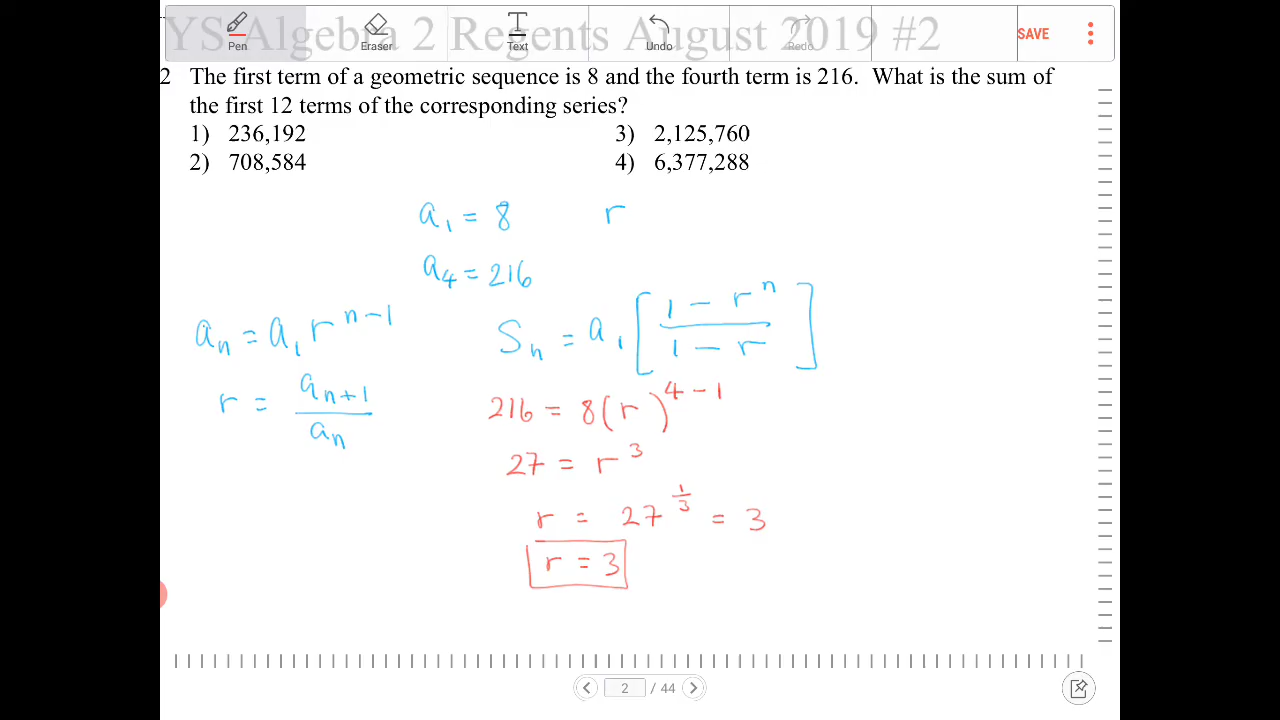 YS Algebra 2 Regents August 2019 #2
Pen Eraser Text Undo Redo SAVE
2 The first term of a geometric sequence is 8 and the fourth term is 216. What is the sum of
the first 12 terms of the corresponding series?
1) 236,192 3) 2,125,760
2) 708,584 4) 6,377,288
a₁ = 8 r
a₄ = 216
aₙ = a₁ r^(n-1) Sₙ = a₁ [(1 - rⁿ)/(1 - r)]
r = aₙ₊₁/aₙ 216 = 8(r)^(4-1)
27 = r³
r = 27^(1/3) = 3
r = 3
2 / 44